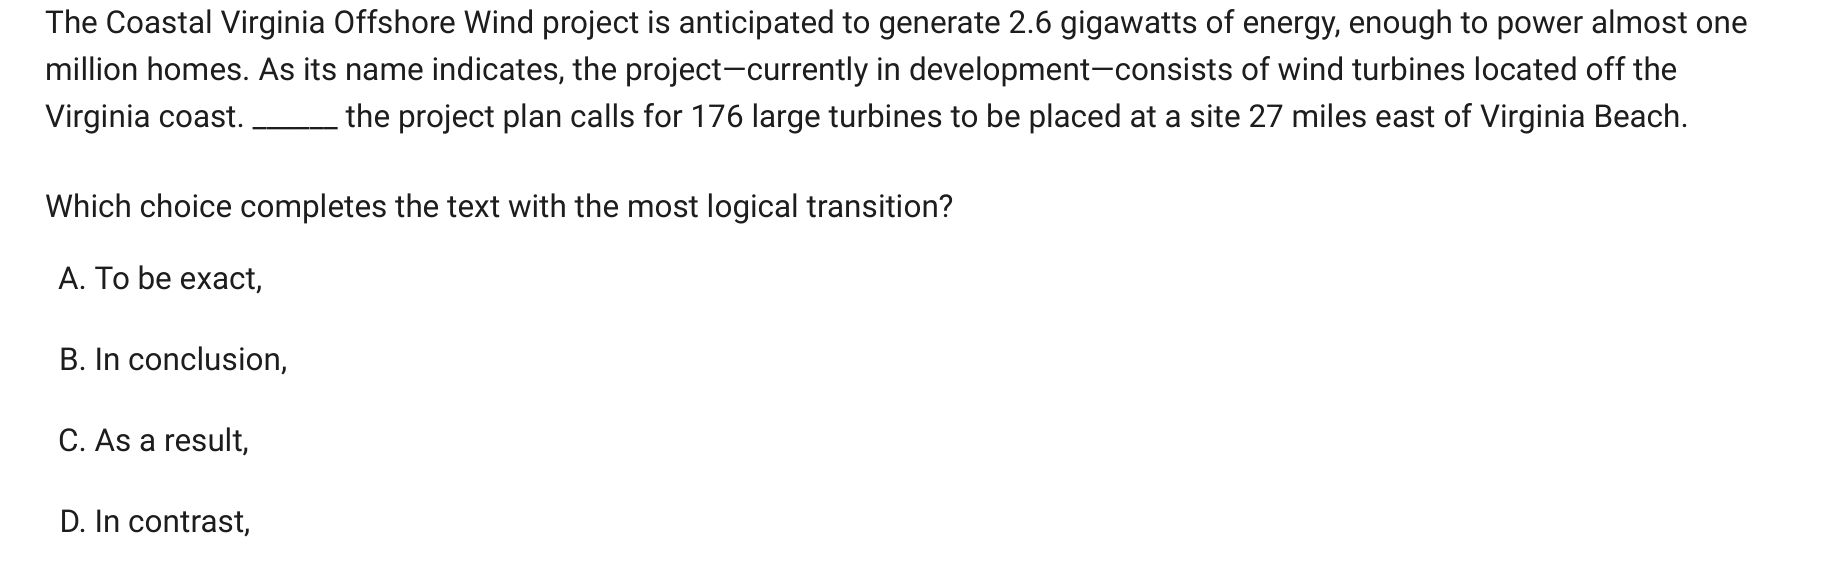 The Coastal Virginia Offshore Wind project is anticipated to generate 2.6 gigawatts of energy, enough to power almost one
million homes. As its name indicates, the project—currently in development—consists of wind turbines located off the
Virginia coast. ______ the project plan calls for 176 large turbines to be placed at a site 27 miles east of Virginia Beach.
Which choice completes the text with the most logical transition?
A. To be exact,
B. In conclusion,
C. As a result,
D. In contrast,